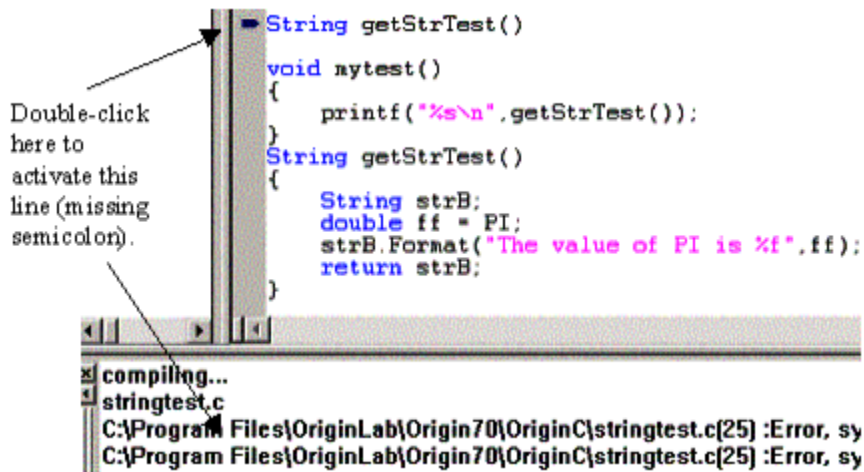 String getStrTest()
void mytest()
{
printf("%s\n",getStrTest());
}
String getStrTest()
{
String strB;
double ff = PI;
strB.Format("The value of PI is %f",ff);
return strB;
}
Double-click
here to
activate this
line (missing
semicolon).
compiling...
stringtest.c
C:\Program Files\OriginLab\Origin70\OriginC\stringtest.c(25) :Error, sy
C:\Program Files\OriginLab\Origin70\OriginC\stringtest.c(25) :Error, sy